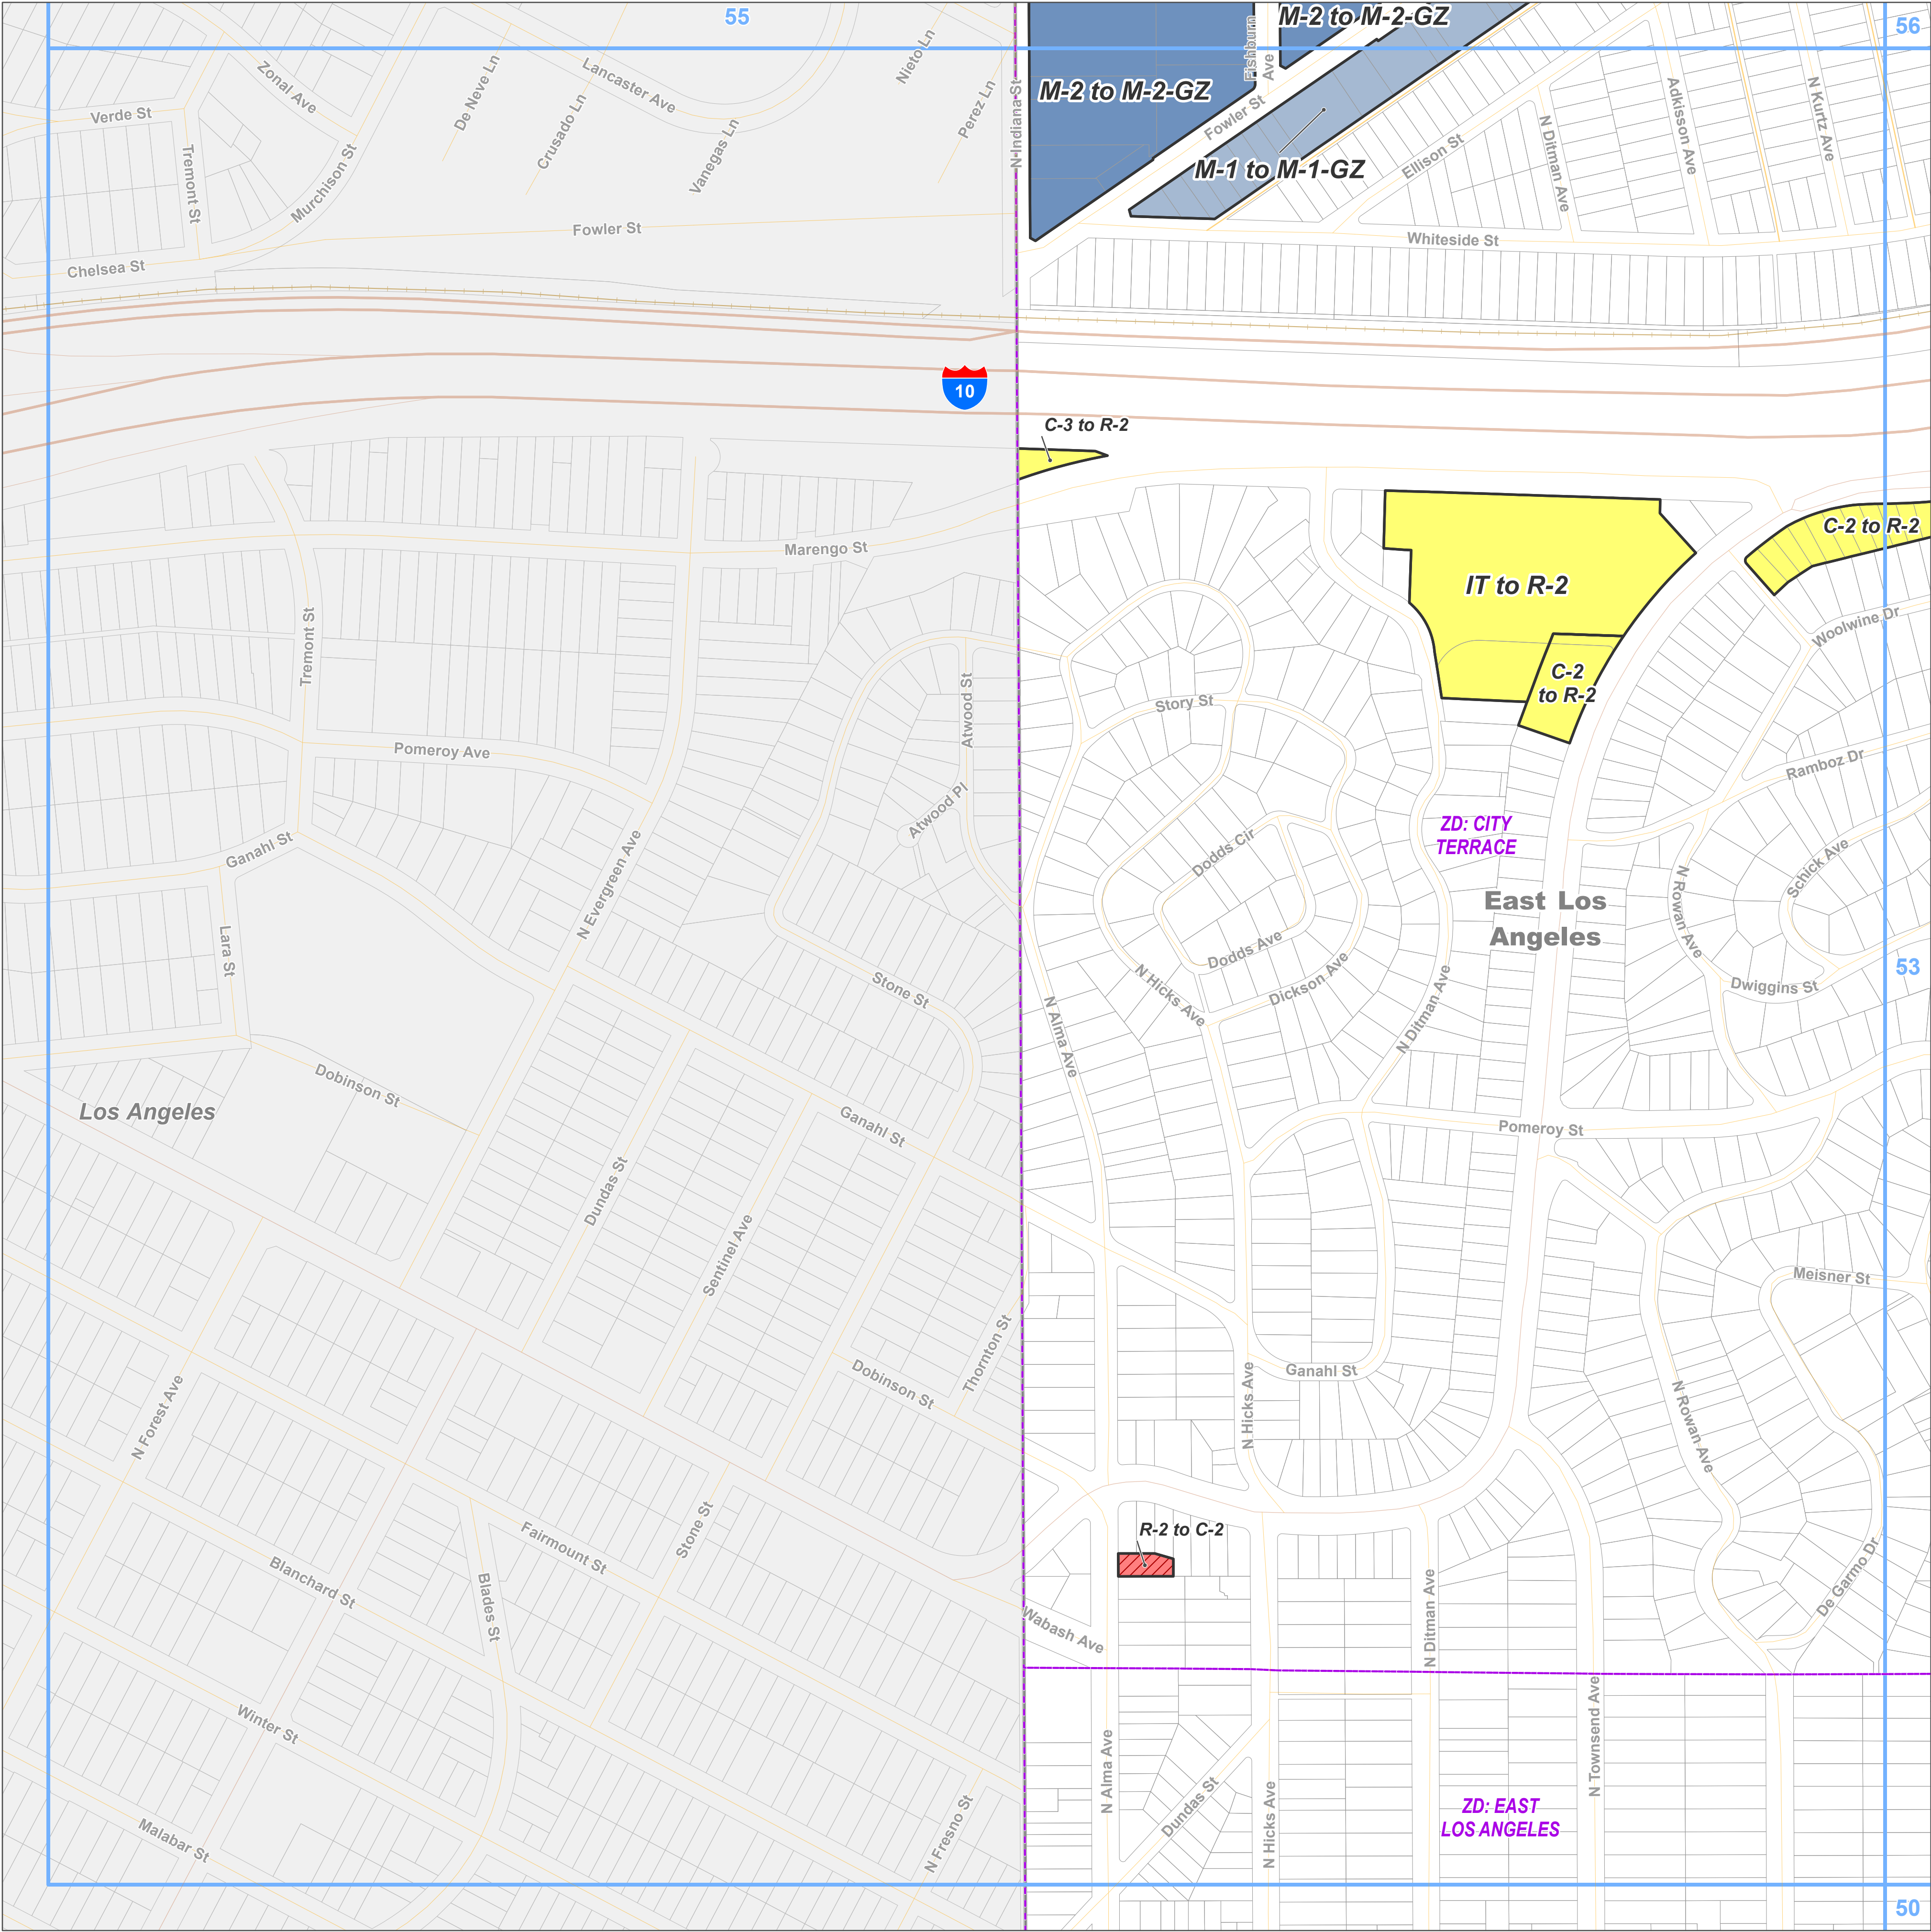 55
56
M-2 to M-2-GZ
Nieto Ln
Lancaster Ave
Zonal Ave
De Neve Ln
Fishburn
Ave
M-2 to M-2-GZ
Perez Ln
N Indiana St
Verde St
Crusado Ln
Fowler St
Adkisson Ave
N Kurtz Ave
Vanegas Ln
M-1 to M-1-GZ
Ellison St
N Ditman Ave
Tremont St
Murchison St
Fowler St
Whiteside St
Chelsea St
10
C-3 to R-2
C-2 to R-2
Marengo St
IT to R-2
Woolwine Dr
Tremont St
C-2
to R-2
Story St
Atwood St
Pomeroy Ave
Ramboz Dr
Atwood Pl
ZD: CITY
TERRACE
Ganahl St
Dodds Cir
Schick Ave
N Evergreen Ave
East Los
Angeles
N Rowan Ave
Lara St
Dodds Ave
53
Stone St
N Hicks Ave
Dickson Ave
Dwiggins St
N Alma Ave
N Ditman Ave
Dobinson St
Los Angeles
Ganahl St
Pomeroy St
Dundas St
Sentinel Ave
Meisner St
Thornton St
Dobinson St
Ganahl St
N Forest Ave
N Hicks Ave
N Rowan Ave
Stone St
R-2 to C-2
Fairmount St
Blanchard St
Blades St
De Garmo Dr
Wabash Ave
N Ditman Ave
Winter St
N Townsend Ave
N Alma Ave
Dundas St
N Hicks Ave
ZD: EAST
LOS ANGELES
Malabar St
N Fresno St
50